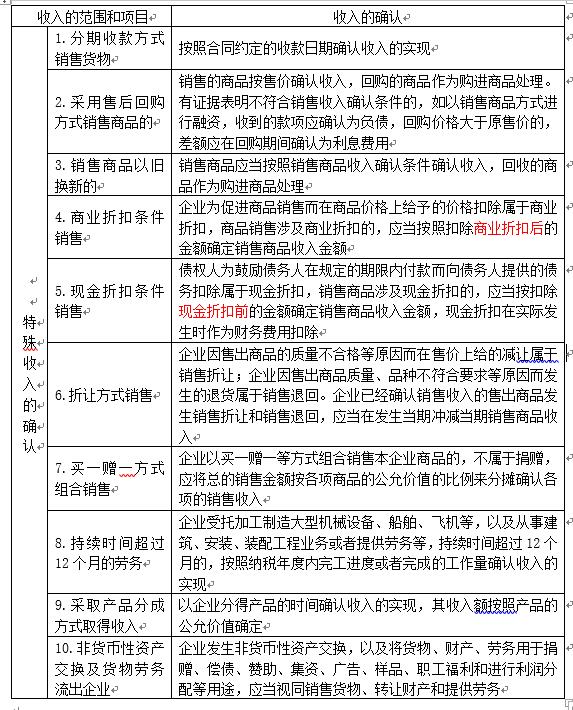 收入的范围和项目
收入的确认
特
殊
收
入
的
确
认
1.分期收款方式
销售货物
按照合同约定的收款日期确认收入的实现
2.采用售后回购
方式销售商品的
销售的商品按售价确认收入，回购的商品作为购进商品处理。
有证据表明不符合销售收入确认条件的，如以销售商品方式进
行融资，收到的款项应确认为负债，回购价格大于原售价的，
差额应在回购期间确认为利息费用
3.销售商品以旧
换新的
销售商品应当按照销售商品收入确认条件确认收入，回收的商
品作为购进商品处理
4.商业折扣条件
销售
企业为促进商品销售而在商品价格上给予的价格扣除属于商业
折扣，商品销售涉及商业折扣的，应当按照扣除商业折扣后的
金额确定销售商品收入金额
5.现金折扣条件
销售
债权人为鼓励债务人在规定的期限内付款而向债务人提供的债
务扣除属于现金折扣，销售商品涉及现金折扣的，应当按扣除
现金折扣前的金额确定销售商品收入金额，现金折扣在实际发
生时作为财务费用扣除
6.折让方式销售
企业因售出商品的质量不合格等原因而在售价上给的减让属于
销售折让；企业因售出商品质量、品种不符合要求等原因而发
生的退货属于销售退回。企业已经确认销售收入的售出商品发
生销售折让和销售退回，应当在发生当期冲减当期销售商品收
入
7.买一赠一方式
组合销售
企业以买一赠一等方式组合销售本企业商品的，不属于捐赠，
应将总的销售金额按各项商品的公允价值的比例来分摊确认各
项的销售收入
8.持续时间超过
12个月的劳务
企业受托加工制造大型机械设备、船舶、飞机等，以及从事建
筑、安装、装配工程业务或者提供劳务等，持续时间超过12个
月的，按照纳税年度内完工进度或者完成的工作量确认收入的
实现
9.采取产品分成
方式取得收入
以企业分得产品的时间确认收入的实现，其收入额按照产品的
公允价值确定
10.非货币性资产
交换及货物劳务
流出企业
企业发生非货币性资产交换，以及将货物、财产、劳务用于捐
赠、偿债、赞助、集资、广告、样品、职工福利和进行利润分
配等用途，应当视同销售货物、转让财产和提供劳务